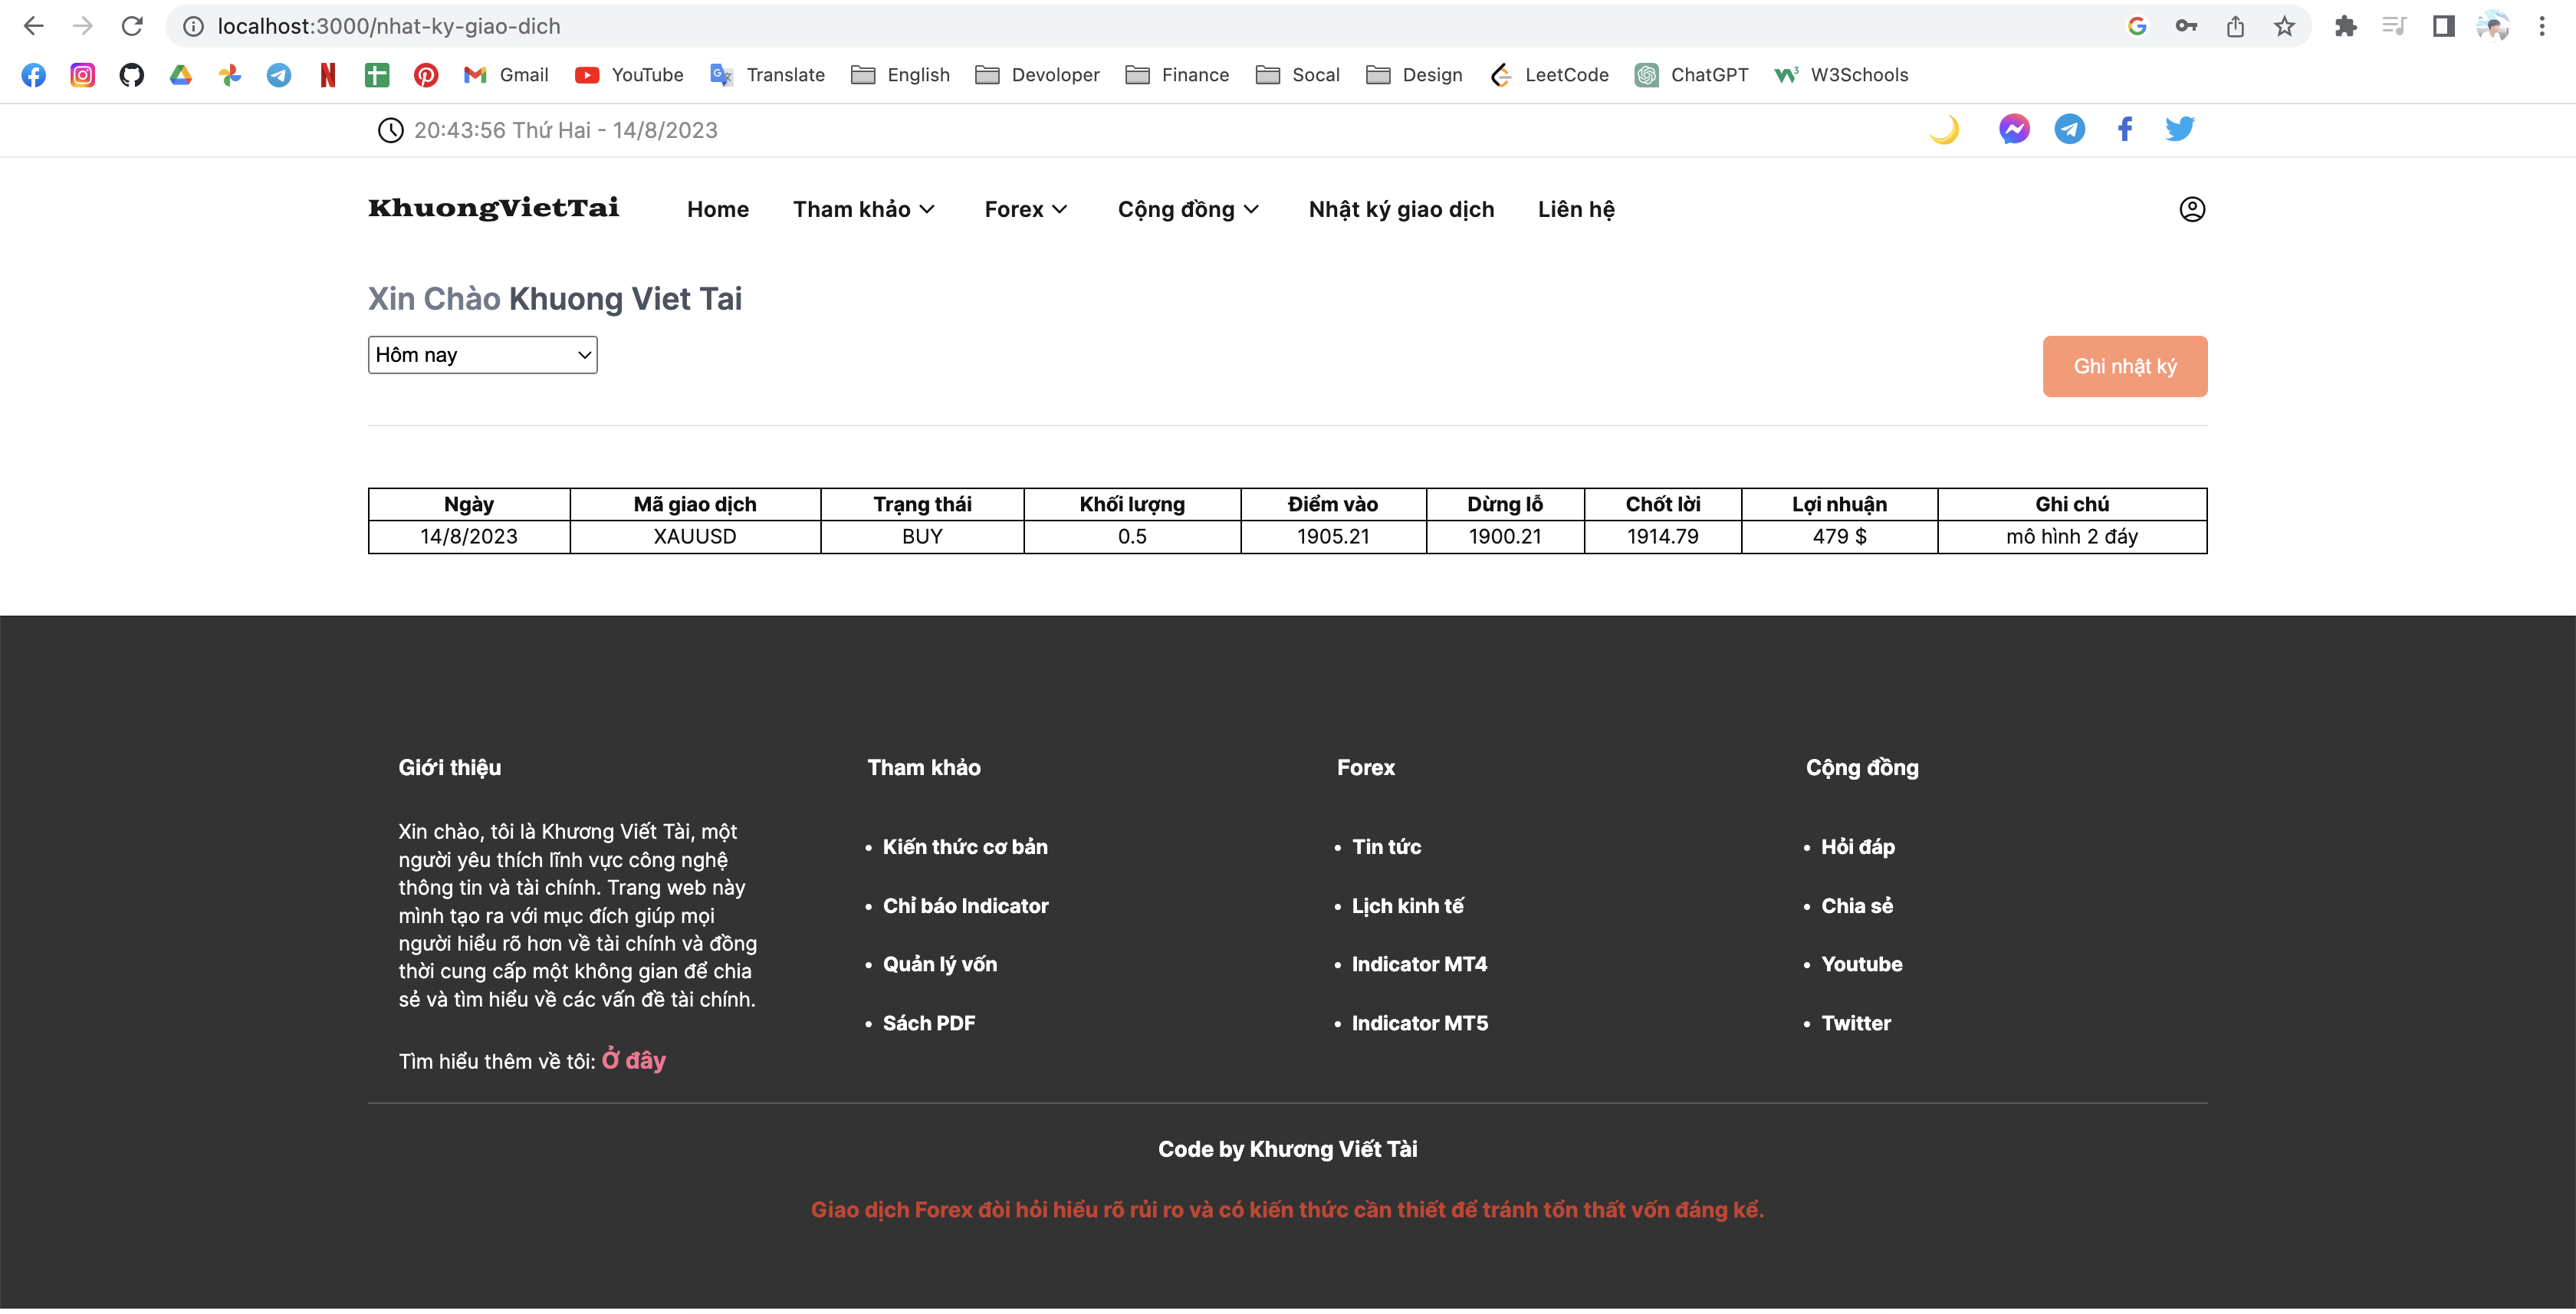 localhost:3000/nhat-ky-giao-dich
Gmail YouTube Translate English Devoloper Finance Socal Design LeetCode ChatGPT W3Schools
20:43:56 Thứ Hai - 14/8/2023
KhuongVietTai Home Tham khảo Forex Cộng đồng Nhật ký giao dịch Liên hệ
Xin Chào Khuong Viet Tai
Hôm nay
Ghi nhật ký
Ngày Mã giao dịch Trạng thái Khối lượng Điểm vào Dừng lỗ Chốt lời Lợi nhuận Ghi chú
14/8/2023 XAUUSD BUY 0.5 1905.21 1900.21 1914.79 479 $ mô hình 2 đáy
Giới thiệu
Xin chào, tôi là Khương Viết Tài, một
người yêu thích lĩnh vực công nghệ
thông tin và tài chính. Trang web này
mình tạo ra với mục đích giúp mọi
người hiểu rõ hơn về tài chính và đồng
thời cung cấp một không gian để chia
sẻ và tìm hiểu về các vấn đề tài chính.
Tìm hiểu thêm về tôi: Ở đây
Tham khảo
• Kiến thức cơ bản
• Chỉ báo Indicator
• Quản lý vốn
• Sách PDF
Forex
• Tin tức
• Lịch kinh tế
• Indicator MT4
• Indicator MT5
Cộng đồng
• Hỏi đáp
• Chia sẻ
• Youtube
• Twitter
Code by Khương Viết Tài
Giao dịch Forex đòi hỏi hiểu rõ rủi ro và có kiến thức cần thiết để tránh tổn thất vốn đáng kể.